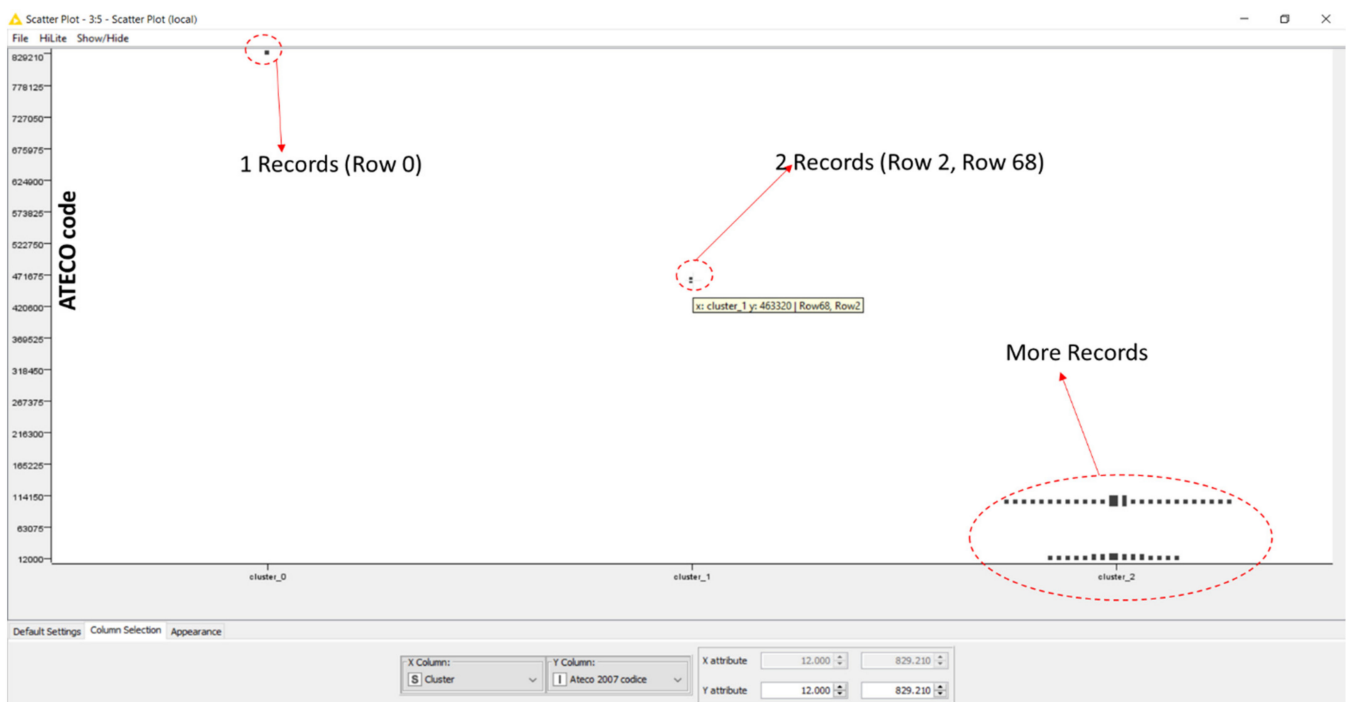 Scatter Plot - 3:5 - Scatter Plot (local)
File HiLite Show/Hide
829210
778125
727050
675975
624900
573825
522750
471675
420600
369525
318450
267375
216300
165225
114150
63075
12000
ATECO code
1 Records (Row 0)
2 Records (Row 2, Row 68)
x: cluster_1 y: 463320 | Row68, Row2
More Records
cluster_0 cluster_1 cluster_2
Default Settings Column Selection Appearance
X Column: Y Column:
S Cluster I Ateco 2007 codice
X attribute 12.000 829.210
Y attribute 12.000 829.210